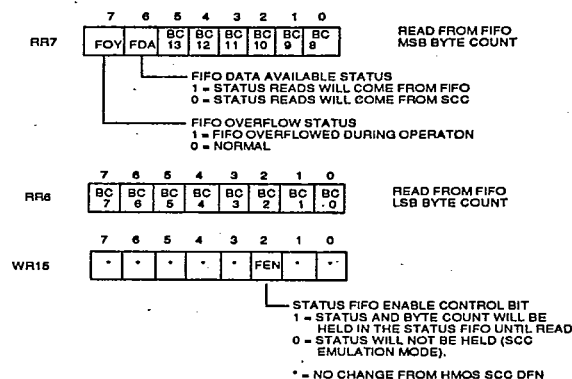 7 6 5 4 3 2 1 0
RR7 FOY FDA BC 13 BC 12 BC 11 BC 10 BC 9 BC 8 READ FROM FIFO
MSB BYTE COUNT
FIFO DATA AVAILABLE STATUS
1 = STATUS READS WILL COME FROM FIFO
0 = STATUS READS WILL COME FROM SCC
FIFO OVERFLOW STATUS
1 = FIFO OVERFLOWED DURING OPERATON
0 = NORMAL
7 6 5 4 3 2 1 0
RR6 BC 7 BC 6 BC 5 BC 4 BC 3 BC 2 BC 1 BC 0 READ FROM FIFO
LSB BYTE COUNT
7 6 5 4 3 2 1 0
WR15 * * * * * FEN * *
STATUS FIFO ENABLE CONTROL BIT
1 = STATUS AND BYTE COUNT WILL BE
HELD IN THE STATUS FIFO UNTIL READ
0 = STATUS WILL NOT BE HELD (SCC
EMULATION MODE).
* = NO CHANGE FROM HMOS SCC DFN